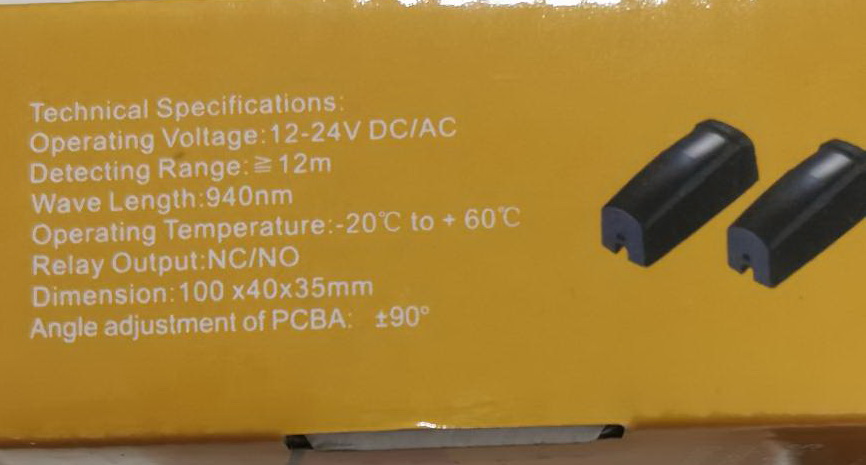 Technical Specifications:
Operating Voltage:12-24V DC/AC
Detecting Range:≧12m
Wave Length:940nm
Operating Temperature:-20℃ to + 60℃
Relay Output:NC/NO
Dimension:100 x40x35mm
Angle adjustment of PCBA: ±90°